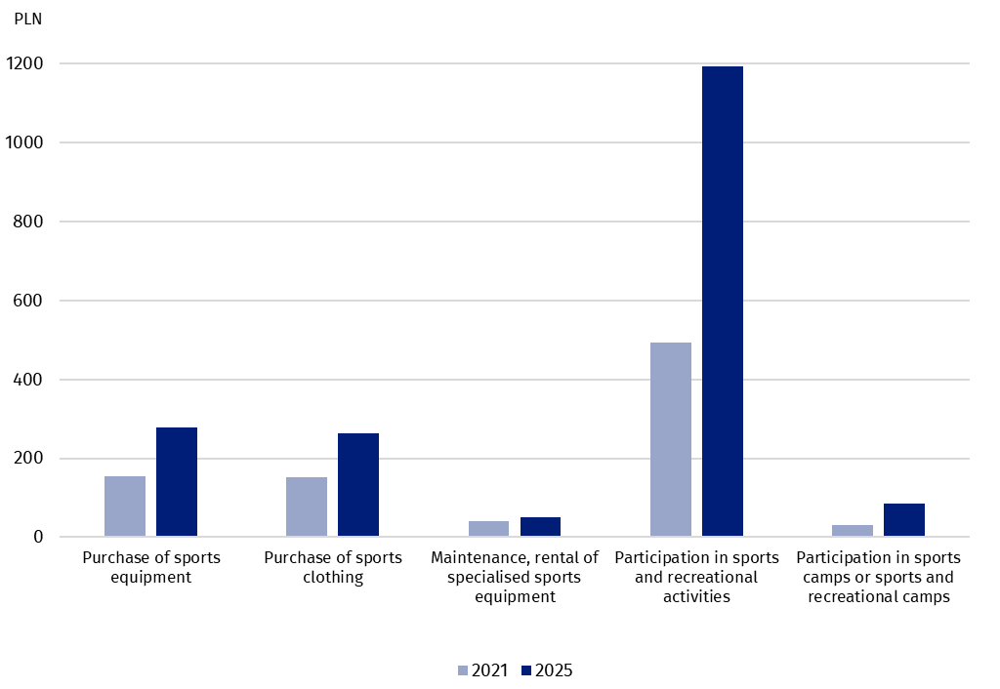 PLN
1200
1000
800
600
400
200
0
Purchase of sports
equipment
Purchase of sports
clothing
Maintenance, rental of
specialised sports
equipment
Participation in sports
and recreational
activities
Participation in sports
camps or sports and
recreational camps
2021 2025